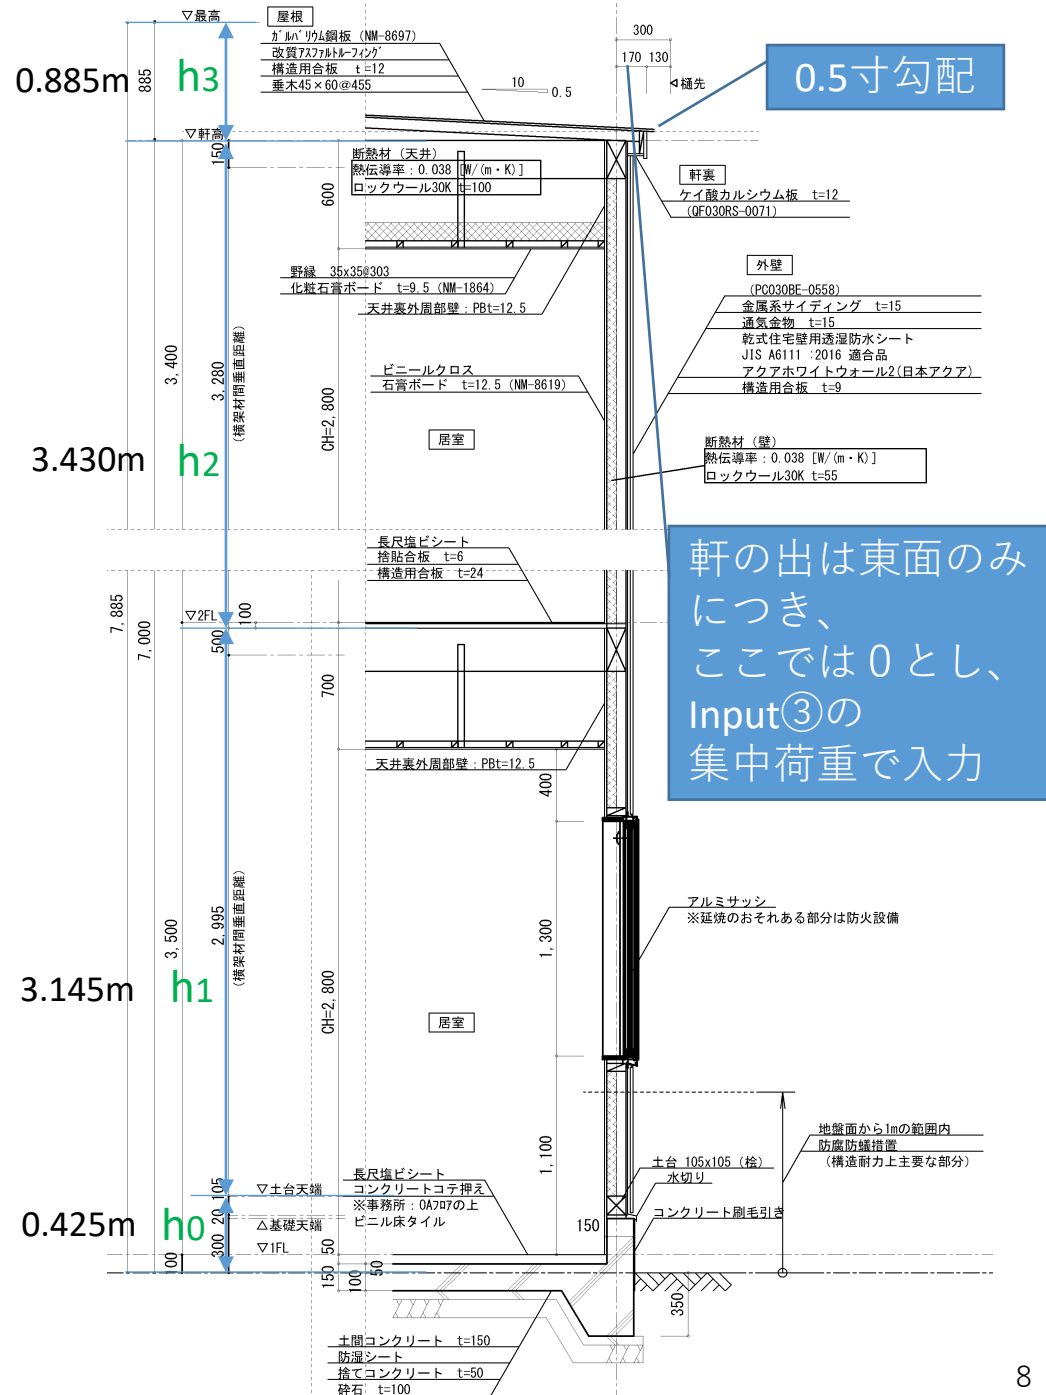 ▽最高
屋根
ガルバリウム鋼板 (NM-8697)
改質アスファルトルーフィング
構造用合板 t=12
垂木45×60@455
0.885m
885
h3
10
0.5
300
170
130
樋先
0.5寸勾配
▽軒高
150
断熱材 (天井)
熱伝導率：0.038 [W/(m・K)]
ロックウール30K t=100
600
軒裏
ケイ酸カルシウム板 t=12
(QF030RS-0071)
野縁 35x35@303
化粧石膏ボード t=9.5 (NM-1864)
天井裏外周部壁：PBt=12.5
外壁
(PC030BE-0558)
金属系サイディング t=15
通気金物 t=15
乾式住宅壁用透湿防水シート
JIS A6111 :2016 適合品
アクアホワイトウォール2(日本アクア)
構造用合板 t=9
3,400
3,280
(横架材間垂直距離)
CH=2,800
ビニールクロス
石膏ボード t=12.5 (NM-8619)
居室
3.430m
h2
断熱材 (壁)
熱伝導率：0.038 [W/(m・K)]
ロックウール30K t=55
長尺塩ビシート
捨貼合板 t=6
構造用合板 t=24
軒の出は東面のみ
につき、
ここでは０とし、
Input③の
集中荷重で入力
7,885
7,000
▽2FL
100
500
700
天井裏外周部壁：PBt=12.5
400
3,500
2,995
(横架材間垂直距離)
CH=2,800
1,300
アルミサッシ
※延焼のおそれある部分は防火設備
3.145m
h1
居室
1,100
地盤面から1mの範囲内
防腐防蟻措置
(構造耐力上主要な部分)
長尺塩ビシート
コンクリートコテ押え
※事務所：OAフロアの上
ビニル床タイル
土台 105x105 (桧)
水切り
コンクリート刷毛引き
105
▽土台天端
0.425m
h0
20
△基礎天端
300
▽1FL
100
50
150
100
50
150
350
土間コンクリート t=150
防湿シート
捨てコンクリート t=50
砕石 t=100
8